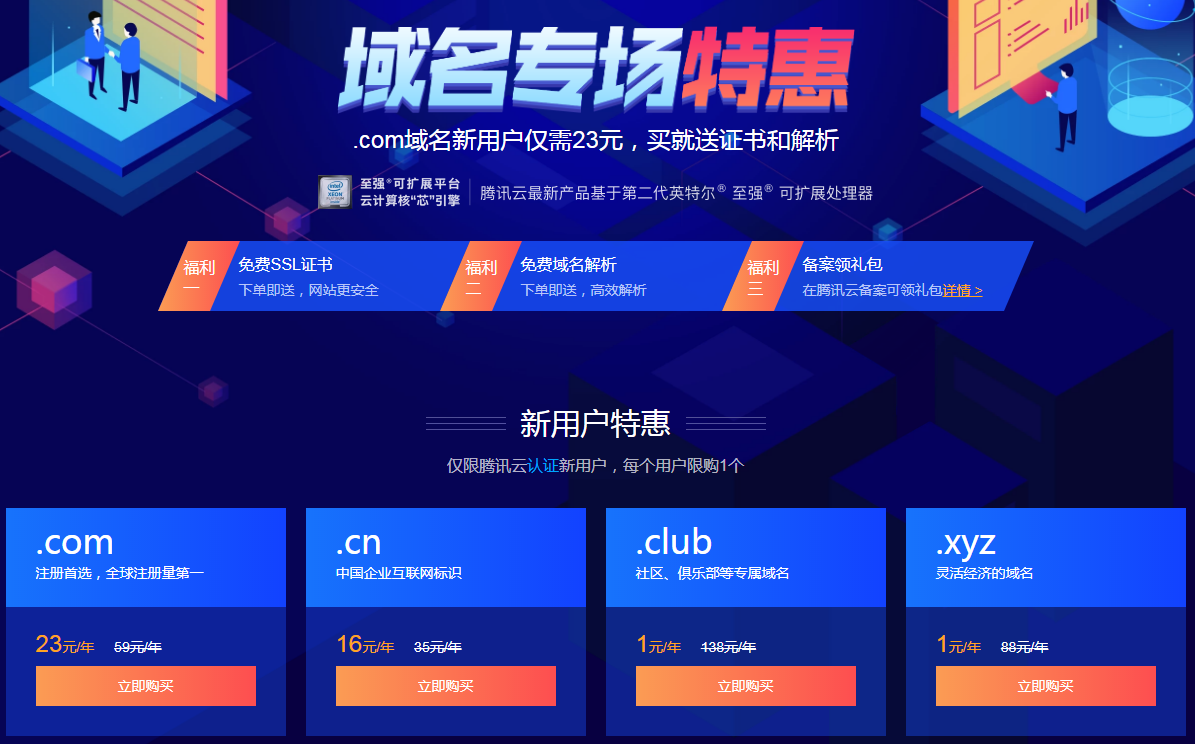 域名专场特惠
.com域名新用户仅需23元，买就送证书和解析
intel XEON PLATINUM inside 至强®可扩展平台 腾讯云最新产品基于第二代英特尔® 至强® 可扩展处理器
云计算核“芯”引擎
福利一
免费SSL证书
下单即送，网站更安全
福利二
免费域名解析
下单即送，高效解析
福利三
备案领礼包
在腾讯云备案可领礼包详情 >
新用户特惠
仅限腾讯云认证新用户，每个用户限购1个
.com
注册首选，全球注册量第一
23元/年 59元/年
立即购买
.cn
中国企业互联网标识
16元/年 35元/年
立即购买
.club
社区、俱乐部等专属域名
1元/年 138元/年
立即购买
.xyz
灵活经济的域名
1元/年 88元/年
立即购买